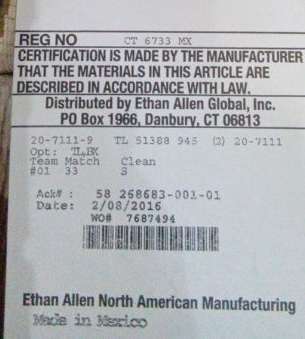 REG NO CT 6733 MX
CERTIFICATION IS MADE BY THE MANUFACTURER
THAT THE MATERIALS IN THIS ARTICLE ARE
DESCRIBED IN ACCORDANCE WITH LAW.
Distributed by Ethan Allen Global, Inc.
PO Box 1966, Danbury, CT 06813
20-7111-9 TL 51388 945 (2) 20-7111
Opt: TL,BK
Team Match Clean
#01 33 S
Ack# : 58 268683-001-01
Date: 2/08/2016
WO# 7687494
Ethan Allen North American Manufacturing
Made in Mexico